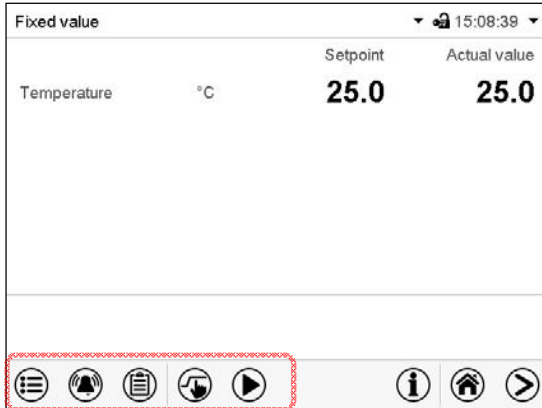 Fixed value 15:08:39
Setpoint Actual value
Temperature °C 25.0 25.0